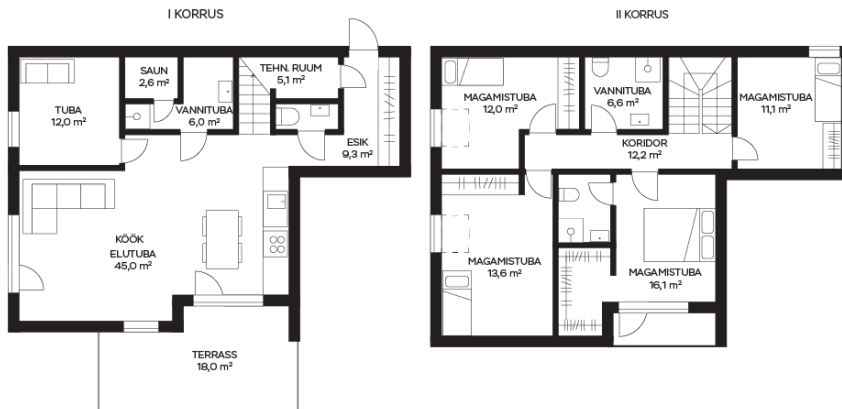 I KORRUS
II KORRUS
SAUN
2,6 m²
TEHN. RUUM
5,1 m²
TUBA
12,0 m²
VANNITUBA
6,0 m²
ESIK
9,3 m²
KÖÖK
ELUTUBA
45,0 m²
TERRASS
18,0 m²
MAGAMISTUBA
12,0 m²
VANNITUBA
6,6 m²
MAGAMISTUBA
11,1 m²
KORIDOR
12,2 m²
MAGAMISTUBA
13,6 m²
MAGAMISTUBA
16,1 m²